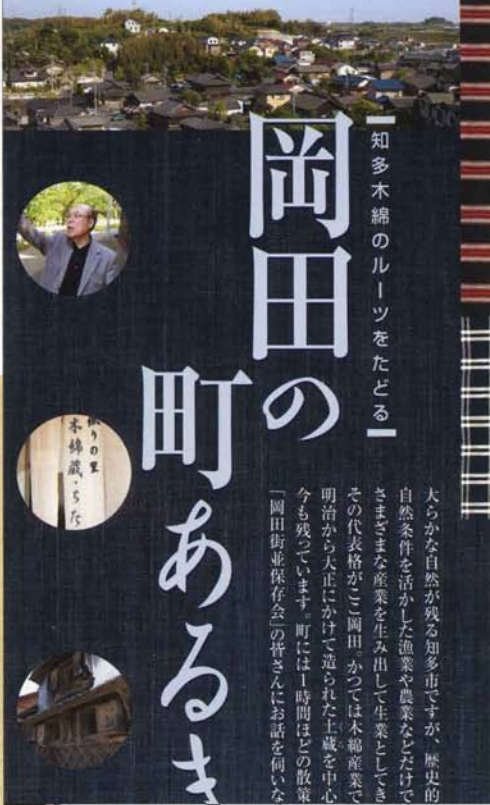 知多木綿のルーツをたどる
岡田の
町あるき
大らかな自然が残る知多市ですが、歴史的
自然条件を活かした漁業や農業などだけで
さまざまな産業を生み出して生業としてき
その代表格がここ岡田。かつては木綿産業で
明治から大正にかけて造られた土蔵を中心
今も残っています。町には1時間ほどの散策
「岡田街並保存会」の皆さんにお話を伺いな
りの里
木綿蔵・ちた